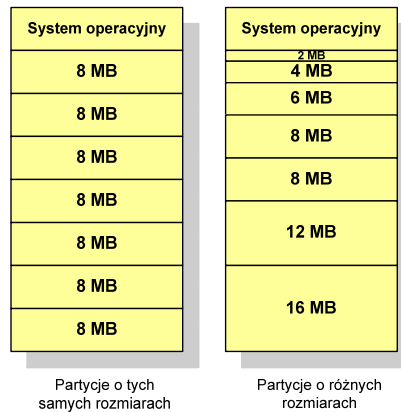 System operacyjny
8 MB
8 MB
8 MB
8 MB
8 MB
8 MB
8 MB
Partycje o tych
samych rozmiarach
System operacyjny
2 MB
4 MB
6 MB
8 MB
8 MB
12 MB
16 MB
Partycje o różnych
rozmiarach